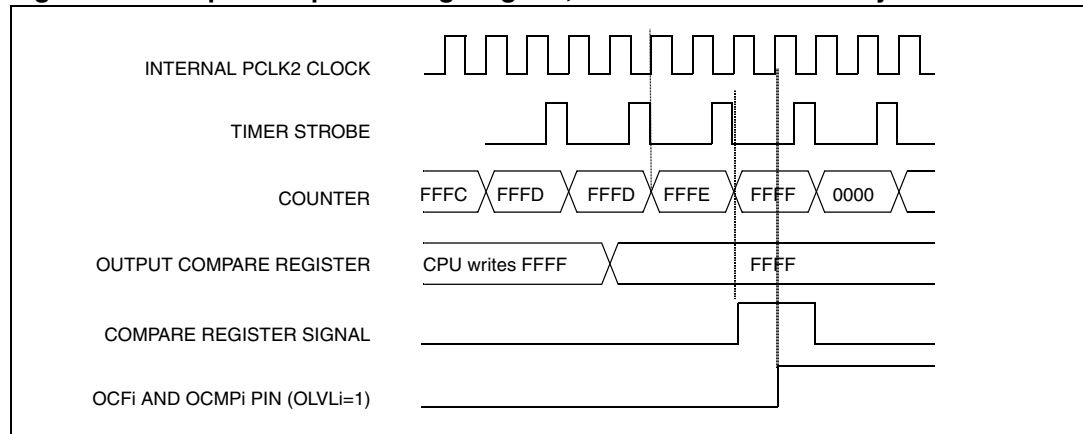 INTERNAL PCLK2 CLOCK
TIMER STROBE
COUNTER FFFC FFFD FFFD FFFE FFFF 0000
OUTPUT COMPARE REGISTER CPU writes FFFF FFFF
COMPARE REGISTER SIGNAL
OCFi AND OCMPi PIN (OLVLi=1)